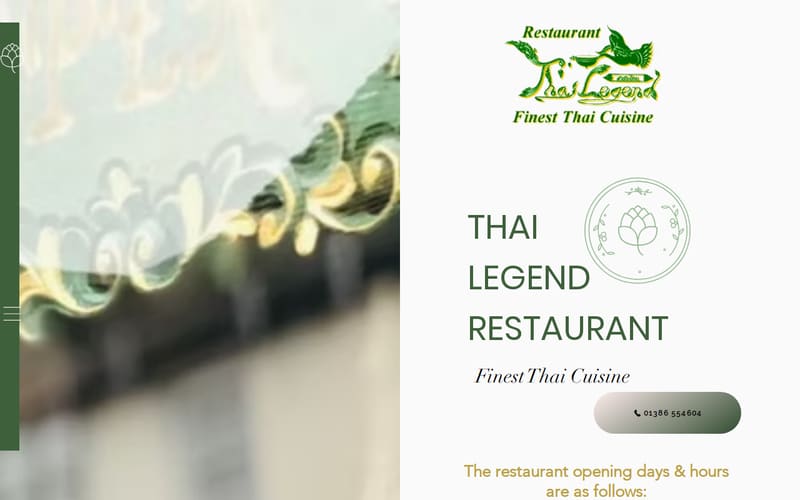 Restaurant
Thai Legend
Finest Thai Cuisine
THAI
LEGEND
RESTAURANT
Finest Thai Cuisine
01386 554604
The restaurant opening days & hours
are as follows: